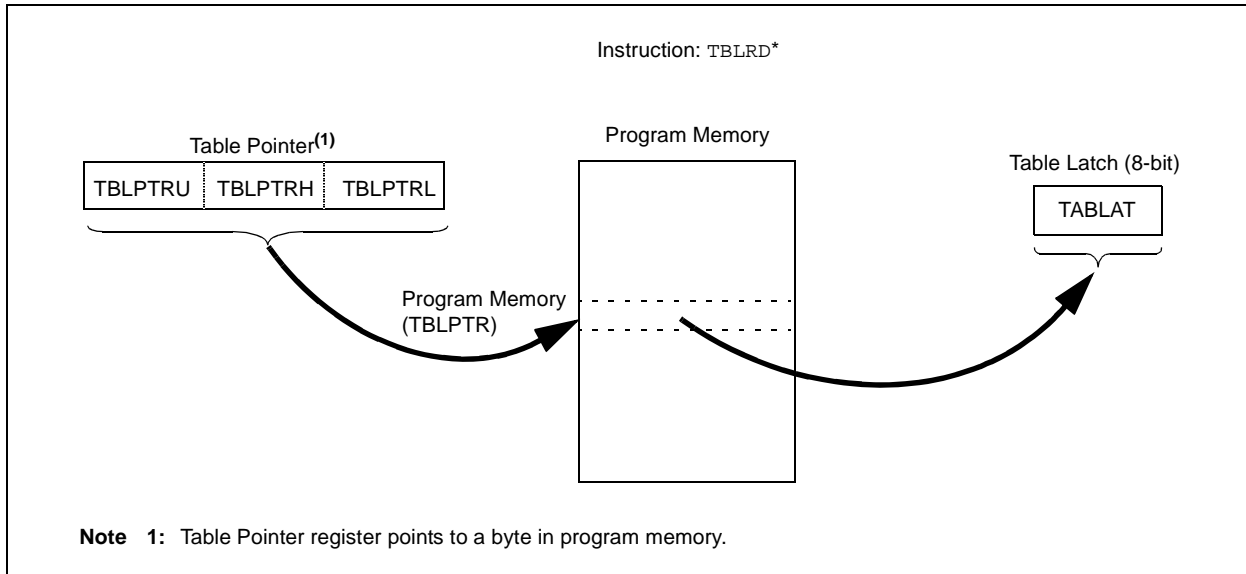 Instruction: TBLRD*
Table Pointer(1)
TBLPTRU TBLPTRH TBLPTRL
Program Memory
Table Latch (8-bit)
TABLAT
Program Memory
(TBLPTR)
Note 1: Table Pointer register points to a byte in program memory.